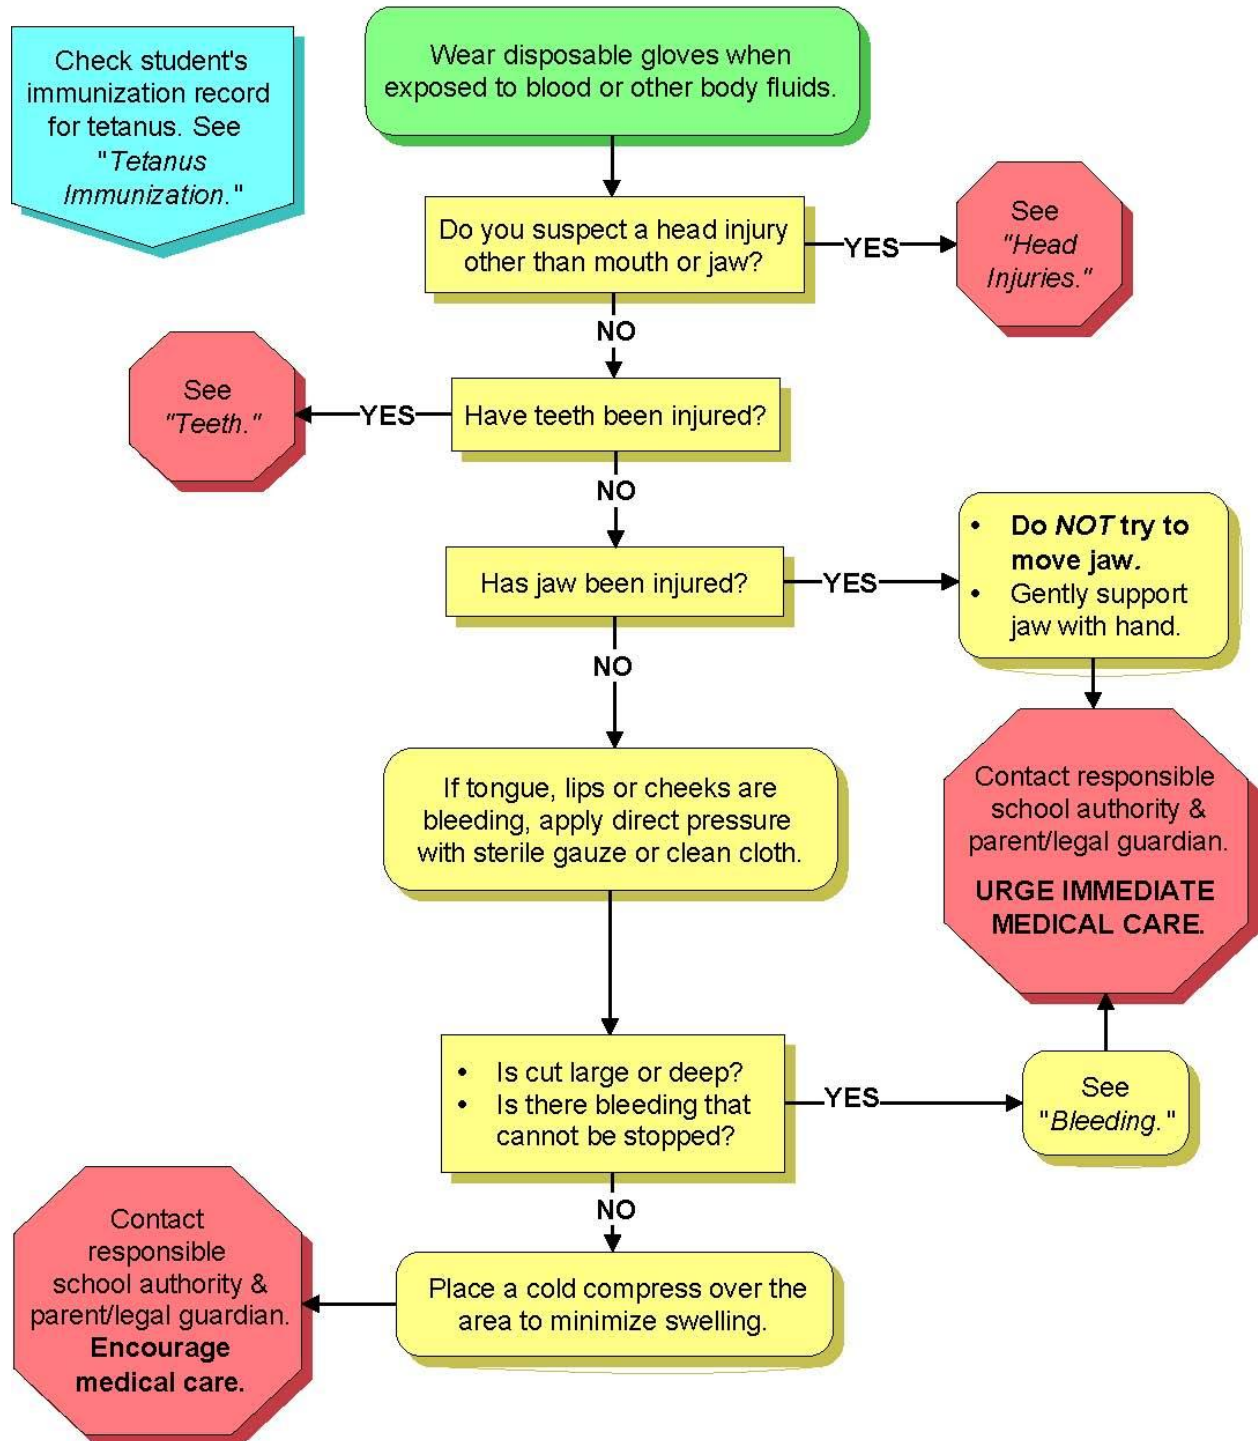 Check student's
immunization record
for tetanus. See
"Tetanus
Immunization."
Wear disposable gloves when
exposed to blood or other body fluids.
Do you suspect a head injury
other than mouth or jaw?
YES
See
"Head
Injuries."
NO
Have teeth been injured?
YES
See
"Teeth."
NO
Has jaw been injured?
YES
• Do NOT try to
move jaw.
• Gently support
jaw with hand.
NO
If tongue, lips or cheeks are
bleeding, apply direct pressure
with sterile gauze or clean cloth.
Contact responsible
school authority &
parent/legal guardian.
URGE IMMEDIATE
MEDICAL CARE.
• Is cut large or deep?
• Is there bleeding that
cannot be stopped?
YES
See
"Bleeding."
NO
Place a cold compress over the
area to minimize swelling.
Contact
responsible
school authority &
parent/legal guardian.
Encourage
medical care.